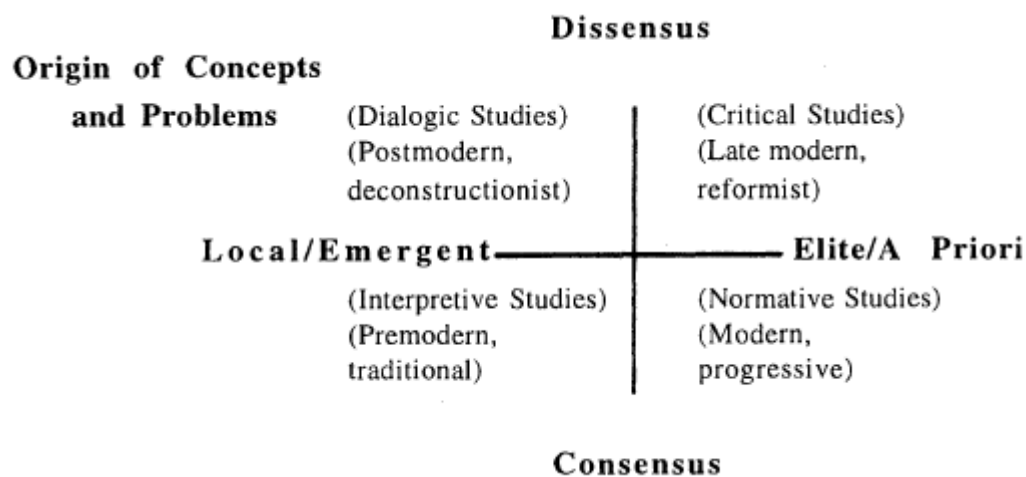 Dissensus
Origin of Concepts
and Problems
(Dialogic Studies)
(Postmodern,
deconstructionist)
(Critical Studies)
(Late modern,
reformist)
Local/Emergent
Elite/A Priori
(Interpretive Studies)
(Premodern,
traditional)
(Normative Studies)
(Modern,
progressive)
Consensus